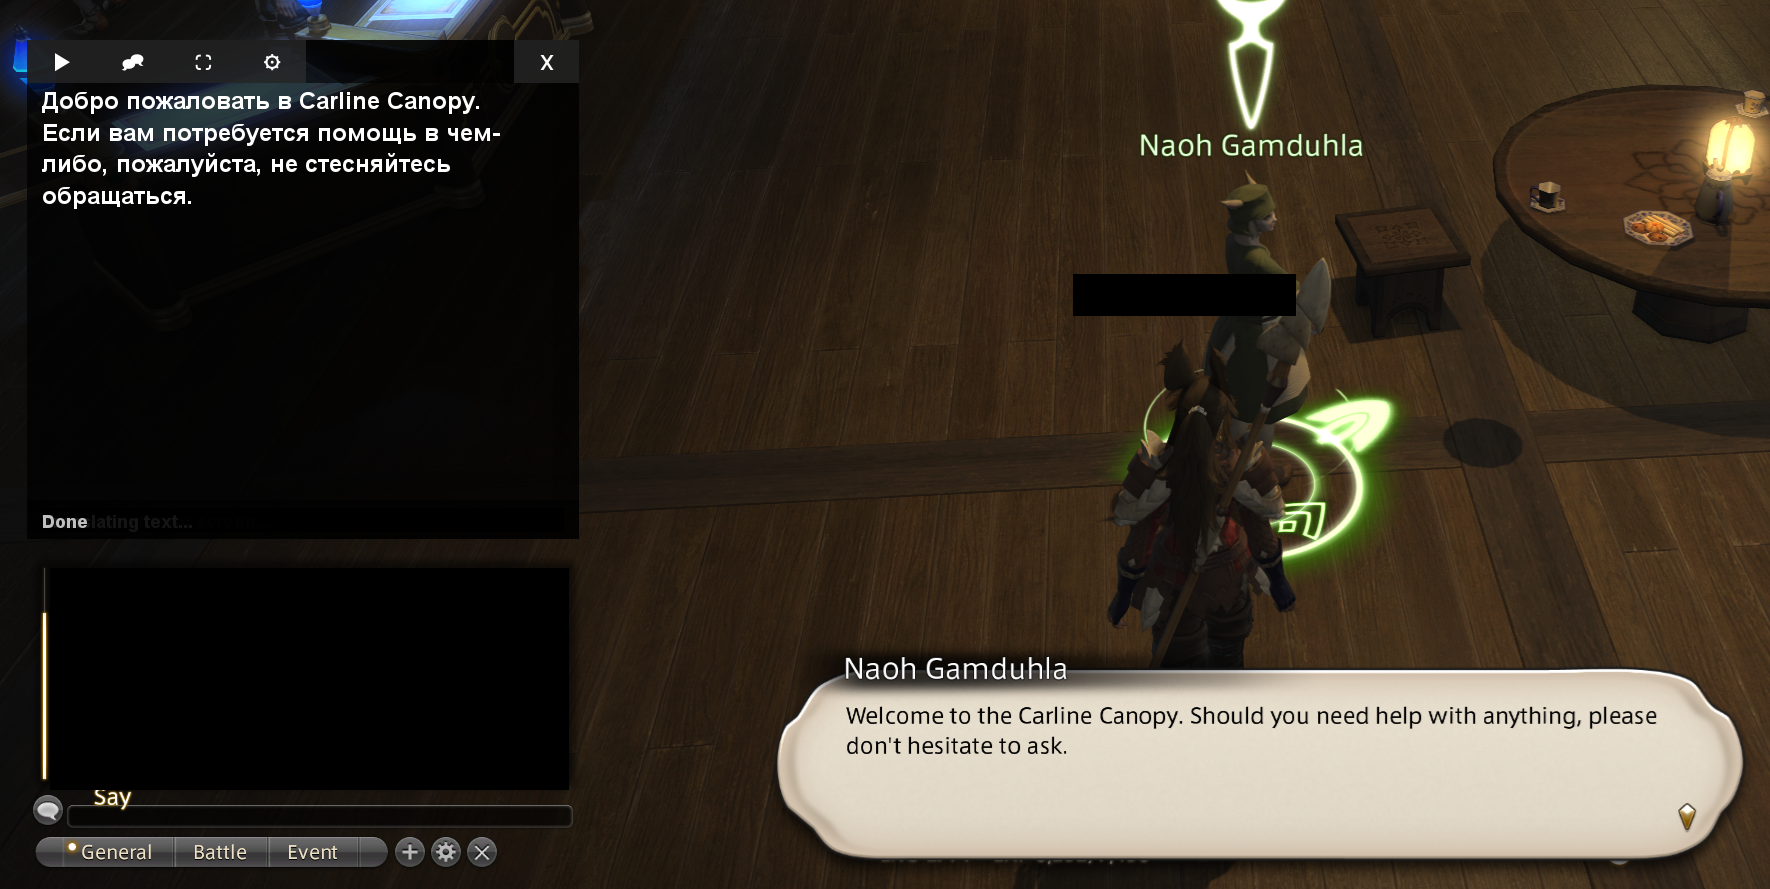 X
Добро пожаловать в Carline Canopy.
Если вам потребуется помощь в чем-
либо, пожалуйста, не стесняйтесь
обращаться.
Done
lating text...
Naoh Gamduhla
Say
General Battle Event
Naoh Gamduhla
Welcome to the Carline Canopy. Should you need help with anything, please
don't hesitate to ask.